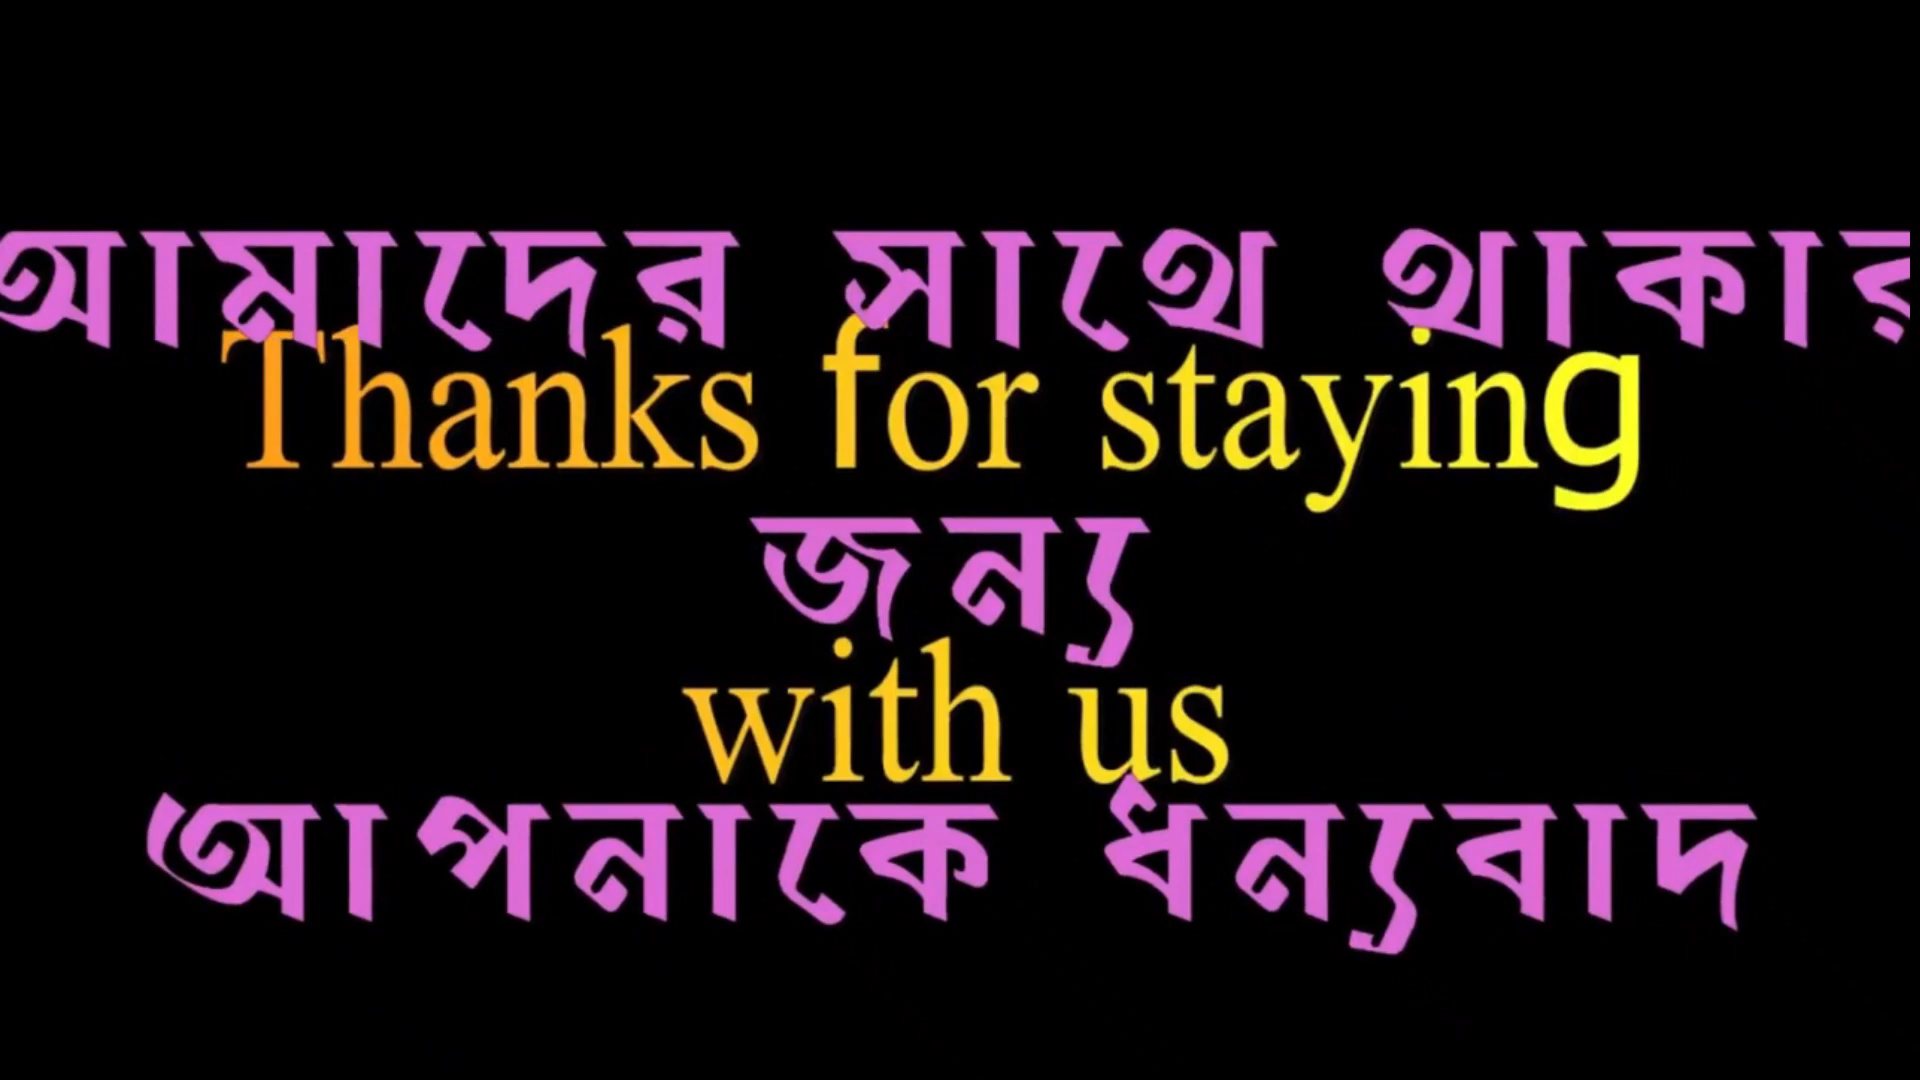 আমাদের সাথে থাকার
Thanks for staying
জন্য
with us
আপনাকে ধন্যবাদ